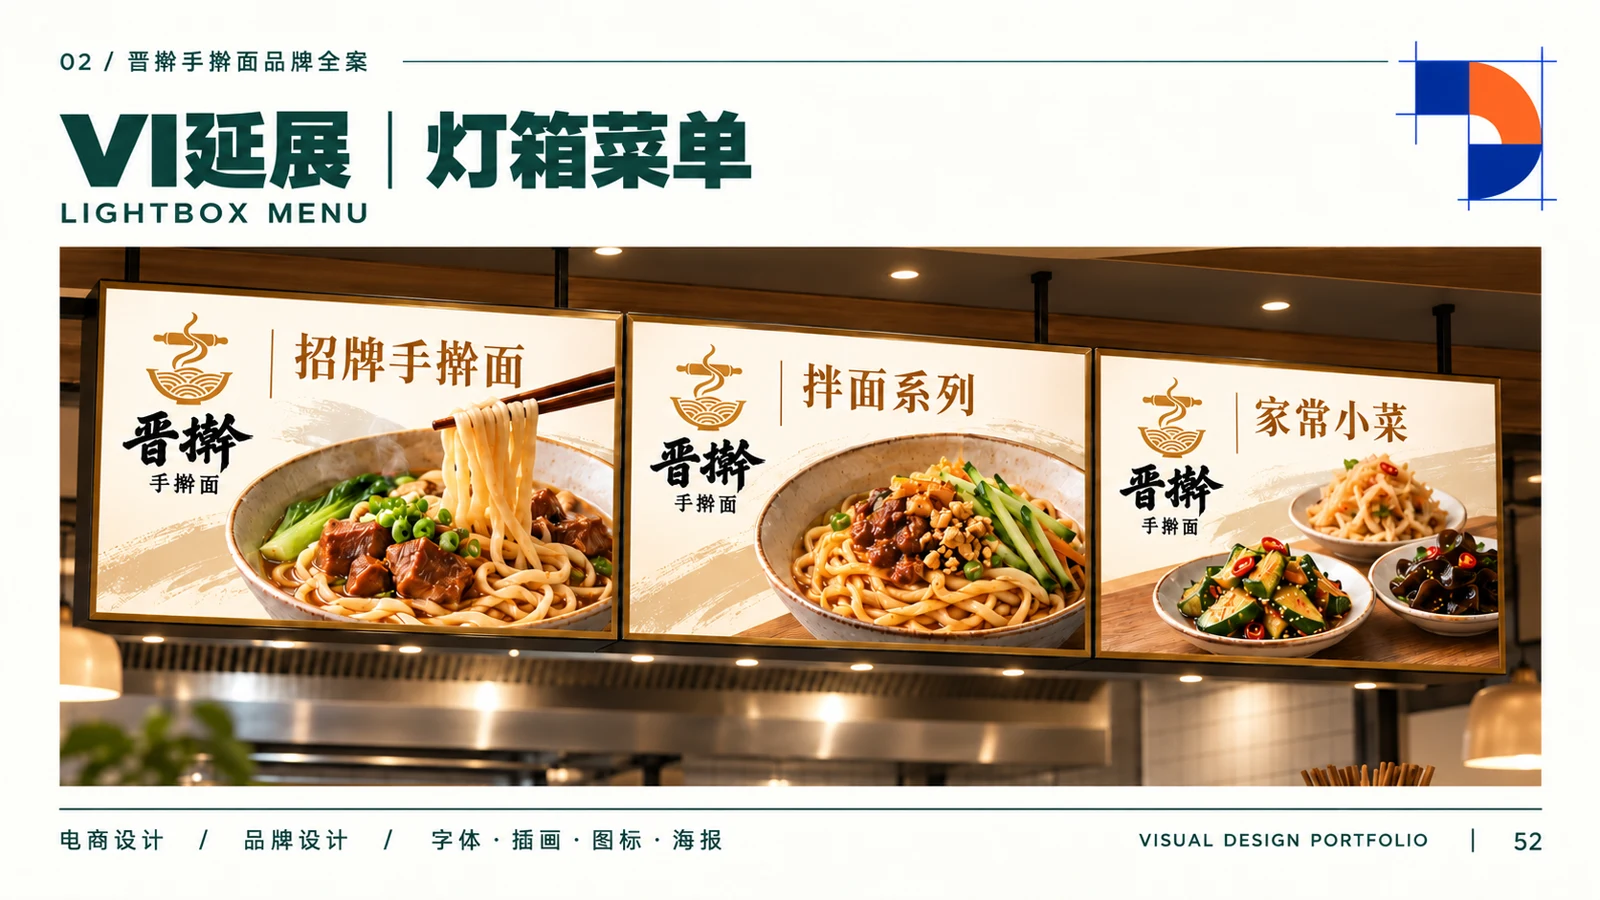 02 / 晋擀手擀面品牌全案
VI延展 | 灯箱菜单
LIGHTBOX MENU
招牌手擀面
晋擀
手擀面
拌面系列
晋擀
手擀面
家常小菜
晋擀
手擀面
电商设计 / 品牌设计 / 字体·插画·图标·海报
VISUAL DESIGN PORTFOLIO | 52